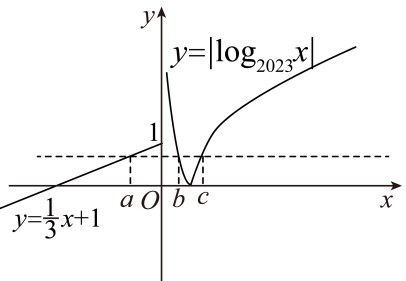 y
y=|log₂₀₂₃x|
1
a O b c x
y=1/3x+1